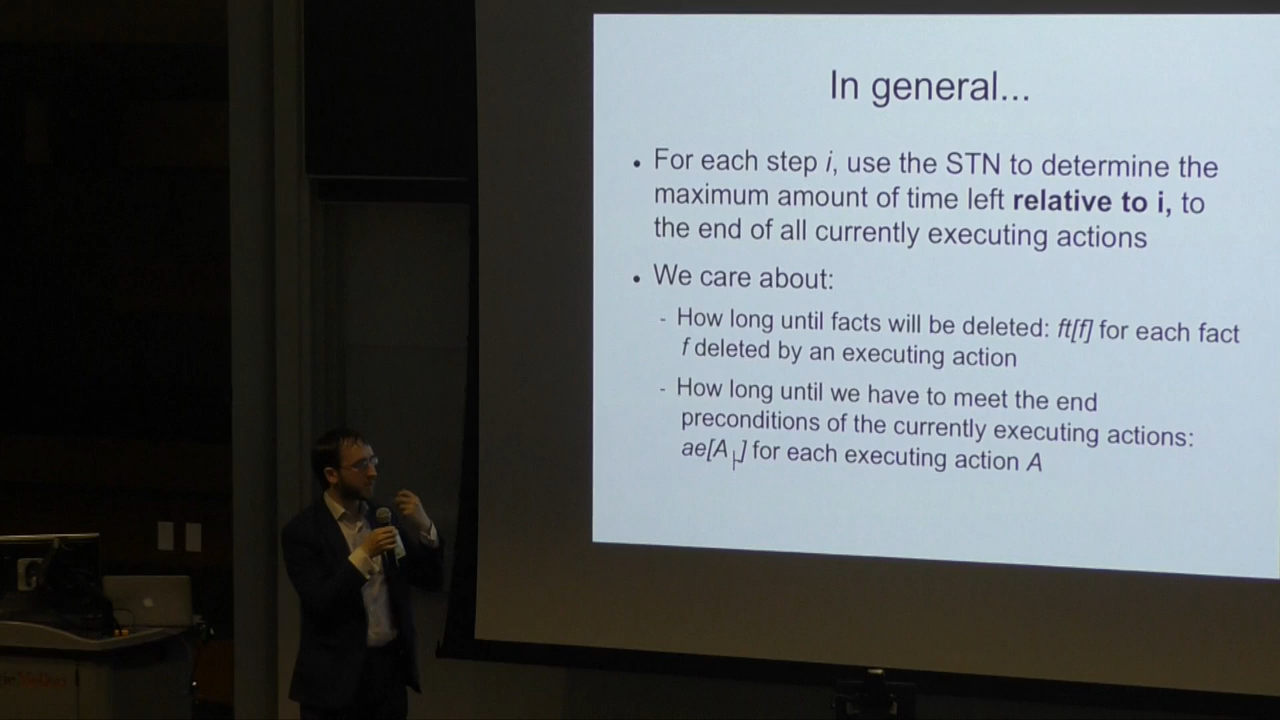 In general...
• For each step i, use the STN to determine the
maximum amount of time left relative to i, to
the end of all currently executing actions
• We care about:
- How long until facts will be deleted: ft[f] for each fact
f deleted by an executing action
- How long until we have to meet the end
preconditions of the currently executing actions:
ae[A⊢] for each executing action A